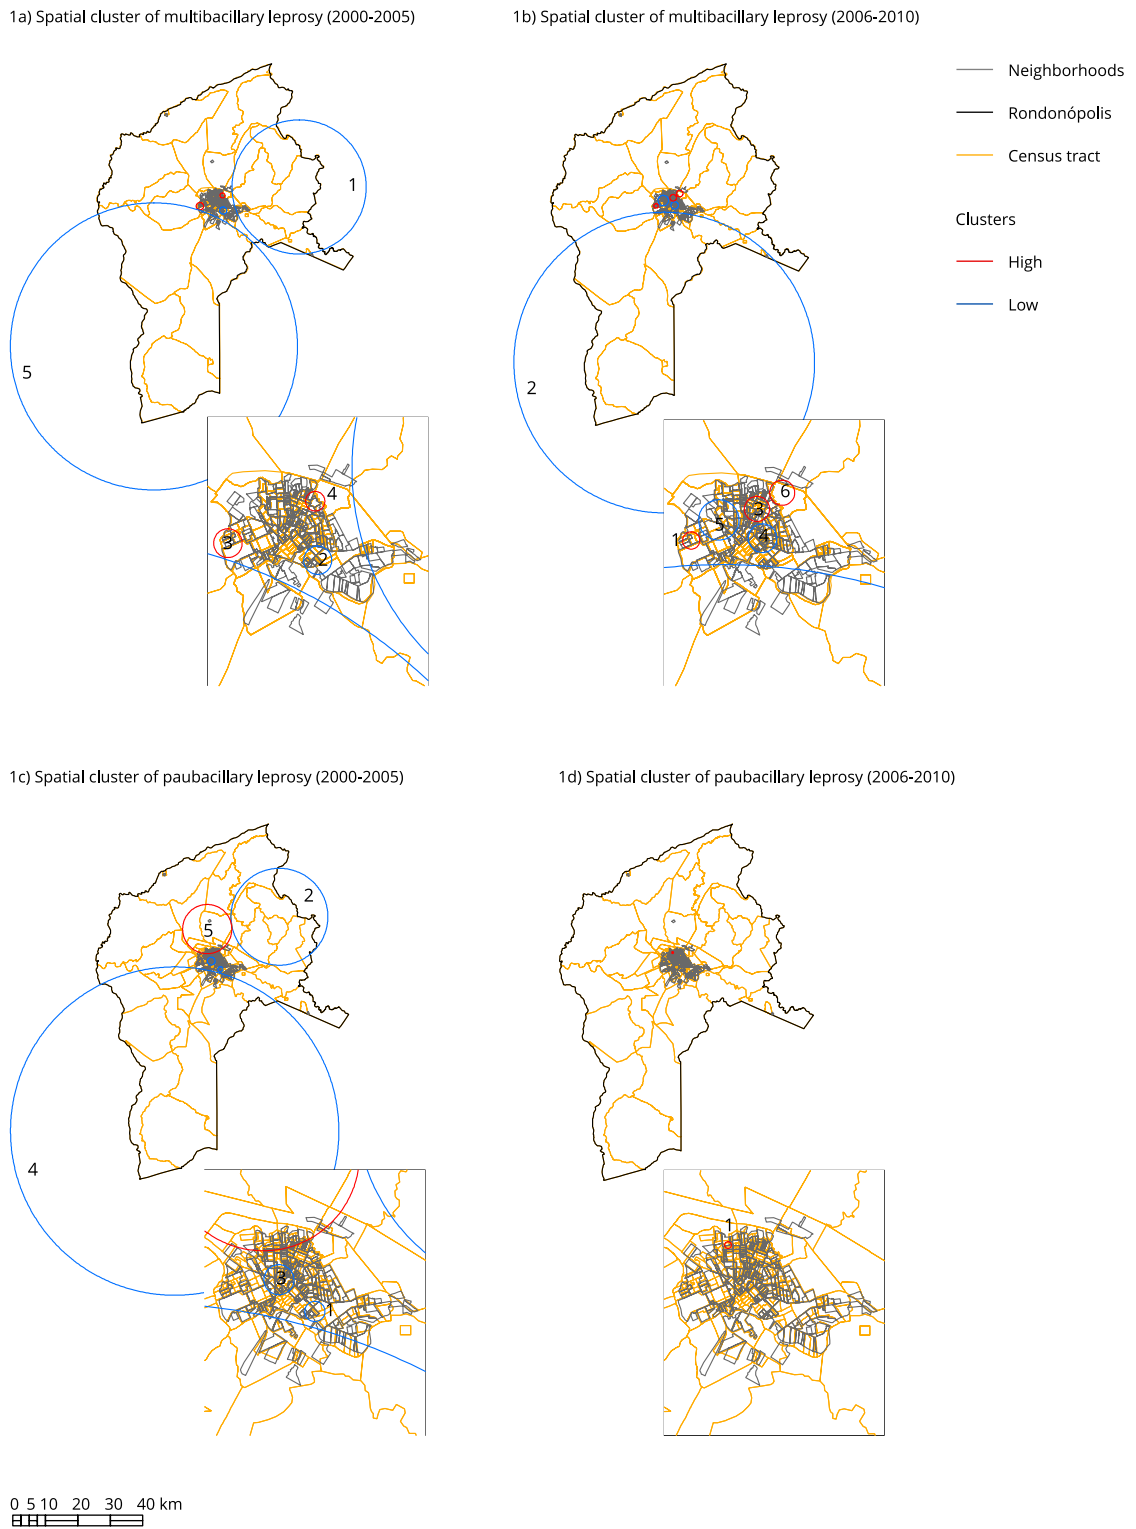 1a) Spatial cluster of multibacillary leprosy (2000-2005)
1b) Spatial cluster of multibacillary leprosy (2006-2010)
Neighborhoods
Rondonópolis
Census tract
Clusters
High
Low
1
5
4
3
2
2
6
3
5
4
1
1c) Spatial cluster of paubacillary leprosy (2000-2005)
1d) Spatial cluster of paubacillary leprosy (2006-2010)
2
5
4
3
1
1
0 5 10 20 30 40 km